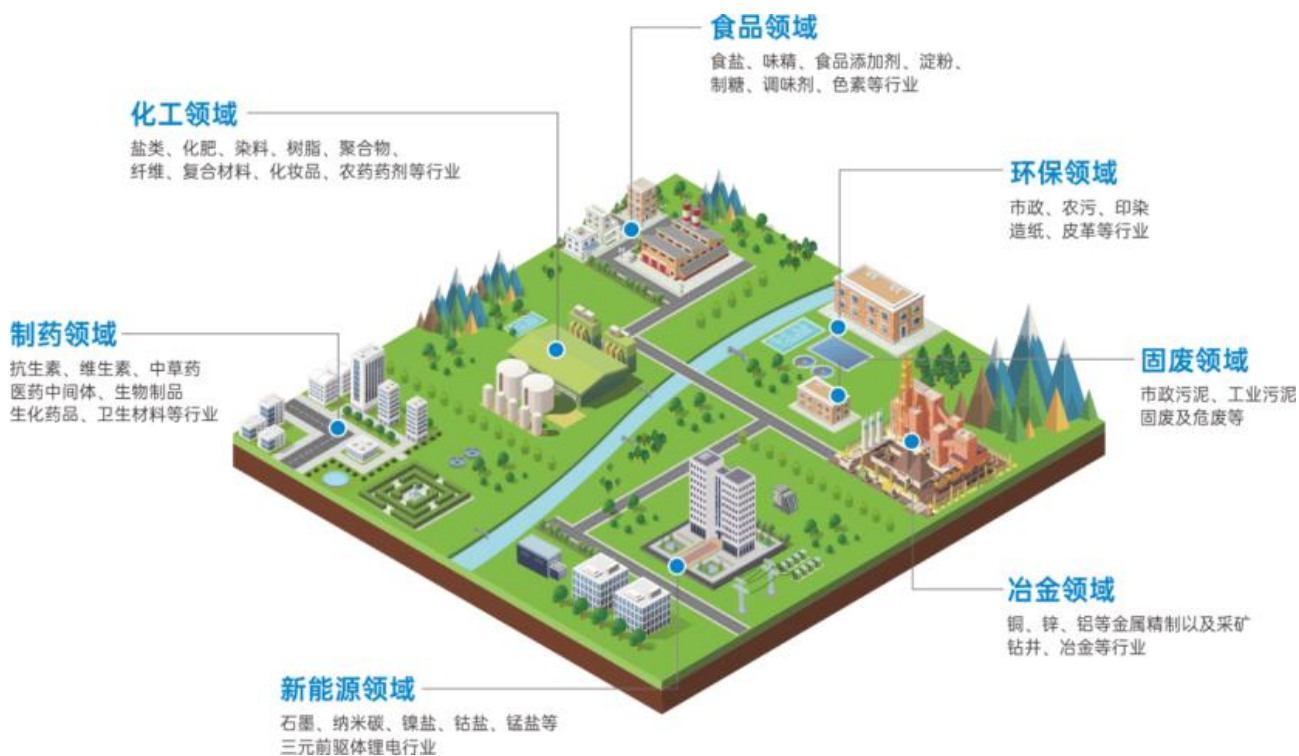 食品领域
食盐、味精、食品添加剂、淀粉、
制糖、调味剂、色素等行业
化工领域
盐类、化肥、染料、树脂、聚合物、
纤维、复合材料、化妆品、农药药剂等行业
环保领域
市政、农污、印染
造纸、皮革等行业
制药领域
抗生素、维生素、中草药
医药中间体、生物制品
生化药品、卫生材料等行业
固废领域
市政污泥、工业污泥
固废及危废等
冶金领域
铜、锌、铝等金属精制以及采矿
钻井、冶金等行业
新能源领域
石墨、纳米碳、镍盐、钴盐、锰盐等
三元前驱体锂电行业